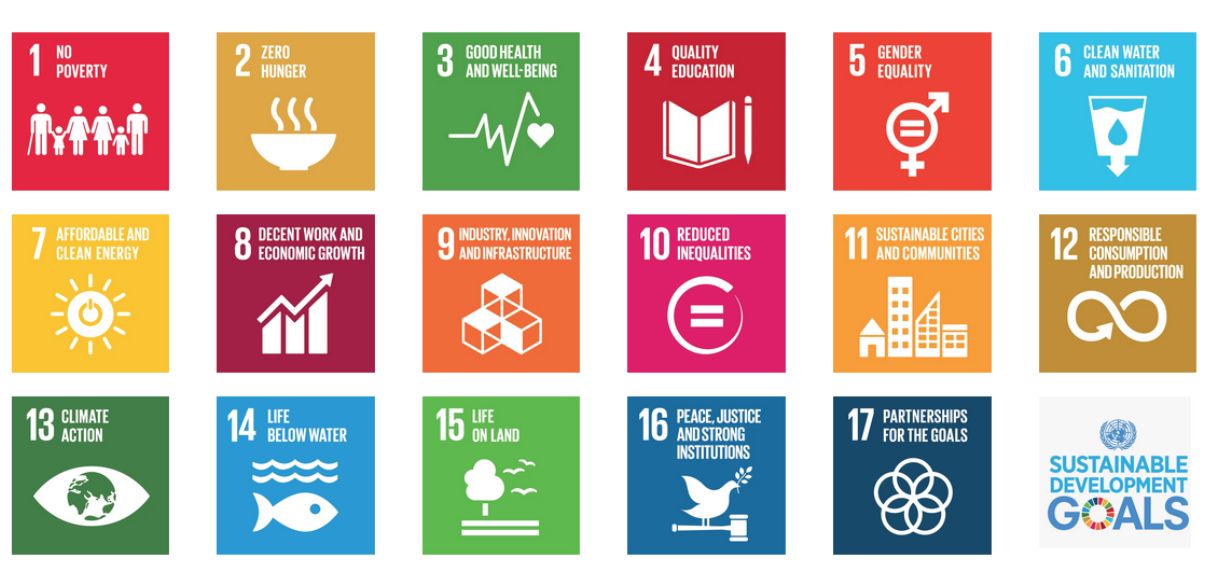 1 NO
POVERTY
2 ZERO
HUNGER
3 GOOD HEALTH
AND WELL-BEING
4 QUALITY
EDUCATION
5 GENDER
EQUALITY
6 CLEAN WATER
AND SANITATION
7 AFFORDABLE AND
CLEAN ENERGY
8 DECENT WORK AND
ECONOMIC GROWTH
9 INDUSTRY, INNOVATION
AND INFRASTRUCTURE
10 REDUCED
INEQUALITIES
11 SUSTAINABLE CITIES
AND COMMUNITIES
12 RESPONSIBLE
CONSUMPTION
AND PRODUCTION
13 CLIMATE
ACTION
14 LIFE
BELOW WATER
15 LIFE
ON LAND
16 PEACE, JUSTICE
AND STRONG
INSTITUTIONS
17 PARTNERSHIPS
FOR THE GOALS
SUSTAINABLE
DEVELOPMENT
GOALS